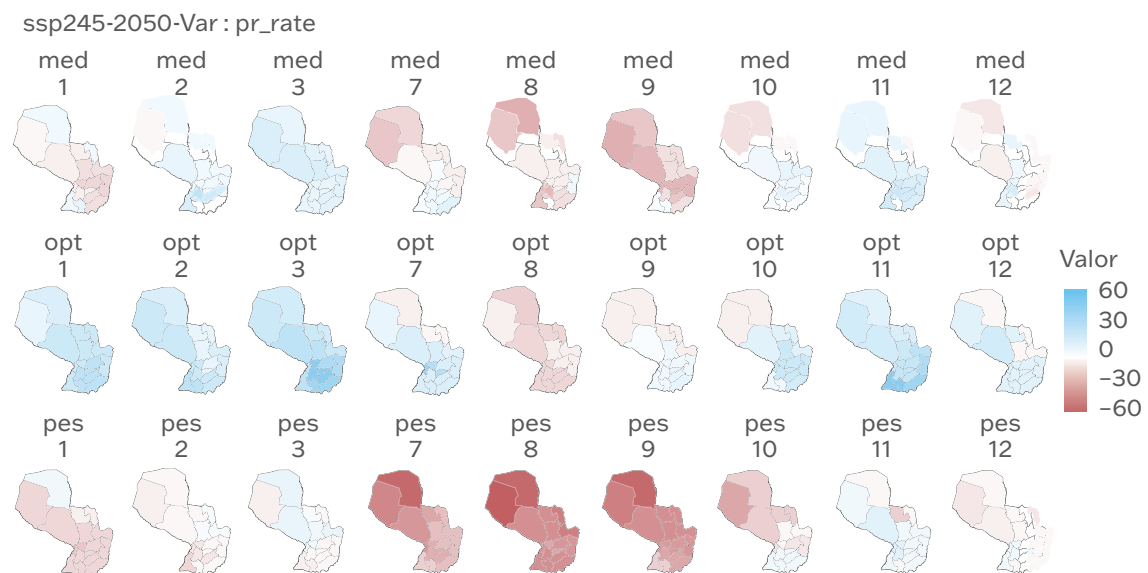 ssp245-2050-Var : pr_rate
med med med med med med med med med
1 2 3 7 8 9 10 11 12
opt opt opt opt opt opt opt opt opt
1 2 3 7 8 9 10 11 12
Valor
60
30
0
−30
−60
pes pes pes pes pes pes pes pes pes
1 2 3 7 8 9 10 11 12